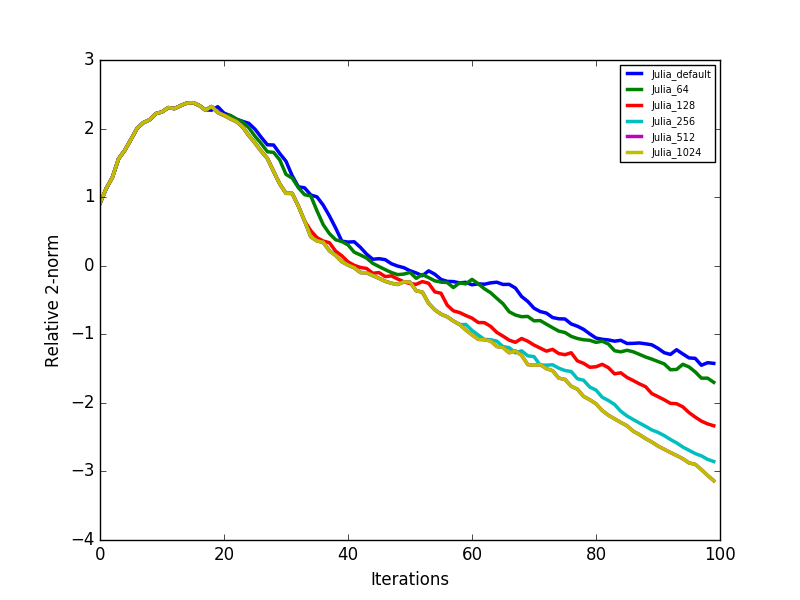 3
2
1
0
−1
−2
−3
−4
0 20 40 60 80 100
Relative 2-norm
Iterations
Julia_default
Julia_64
Julia_128
Julia_256
Julia_512
Julia_1024